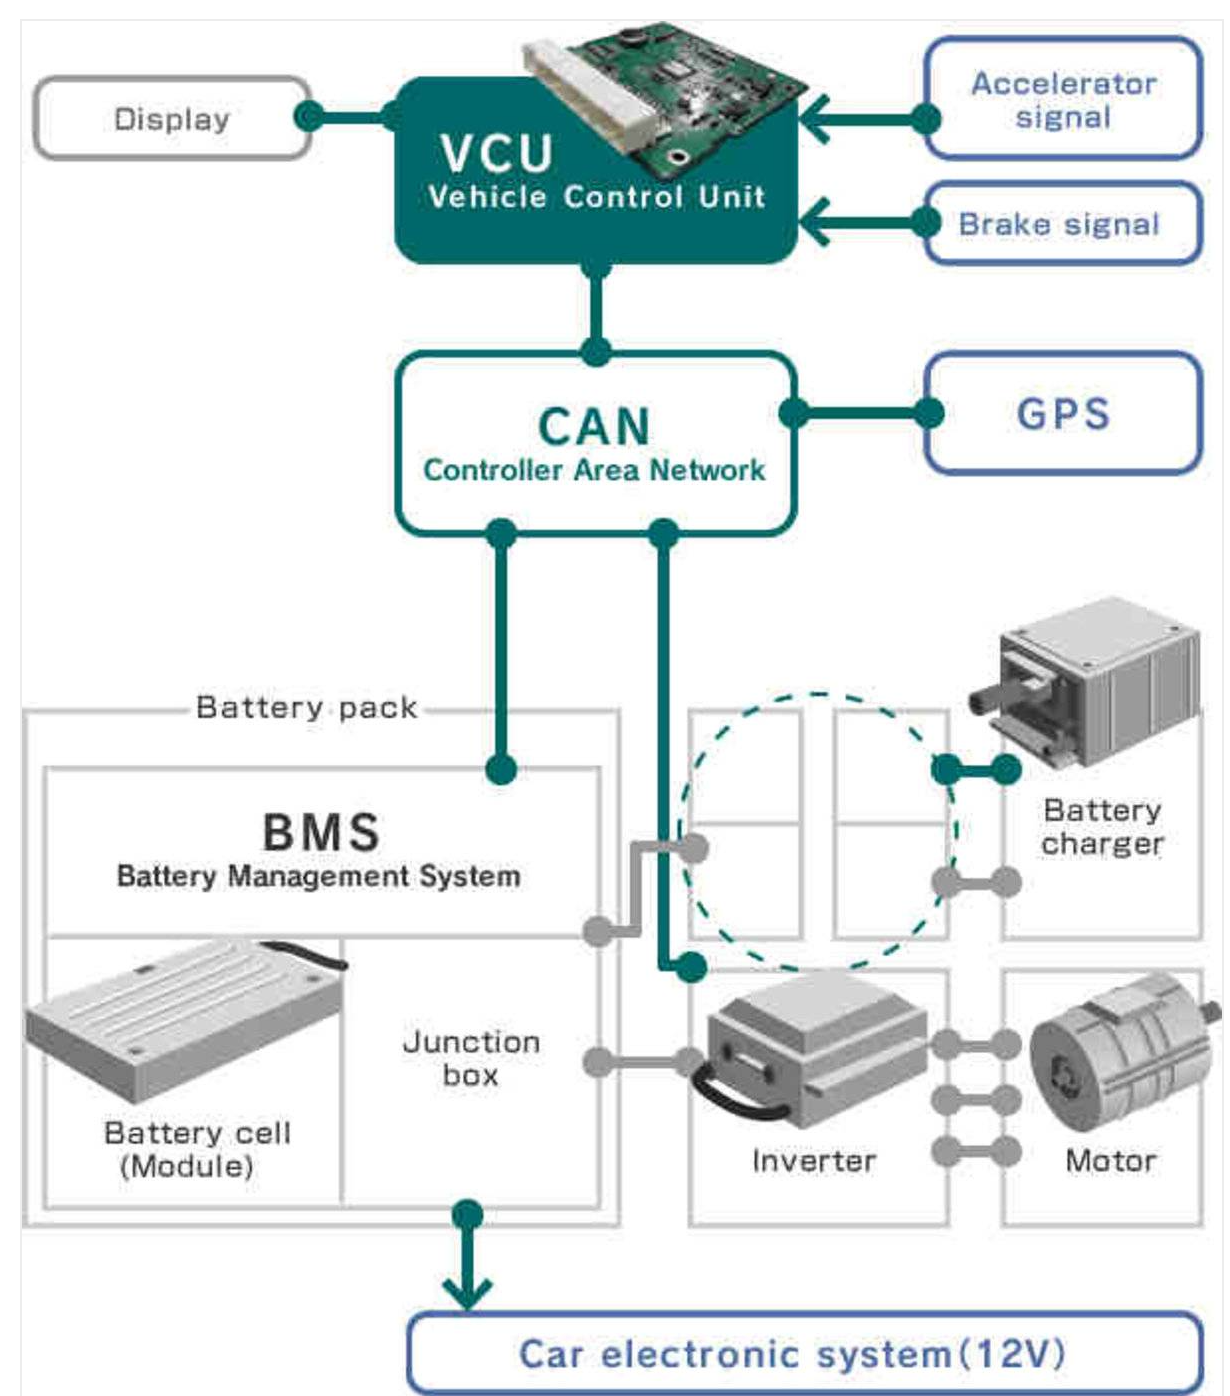 Display
VCU
Vehicle Control Unit
Accelerator
signal
Brake signal
CAN
Controller Area Network
GPS
Battery pack
BMS
Battery Management System
Battery
charger
Junction
box
Battery cell
(Module)
Inverter
Motor
Car electronic system(12V)